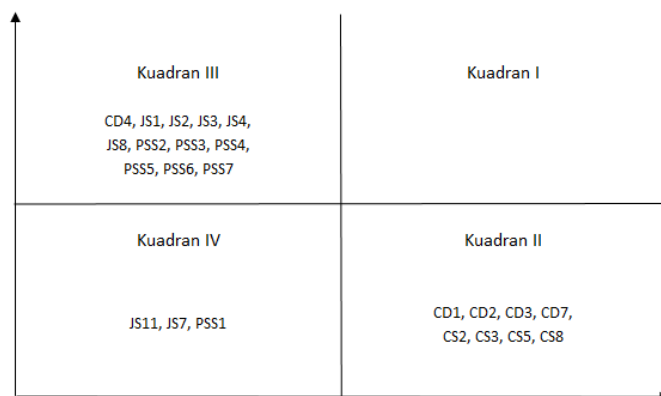 Kuadran III
CD4, JS1, JS2, JS3, JS4,
JS8, PSS2, PSS3, PSS4,
PSS5, PSS6, PSS7
Kuadran I
Kuadran IV
JS11, JS7, PSS1
Kuadran II
CD1, CD2, CD3, CD7,
CS2, CS3, CS5, CS8